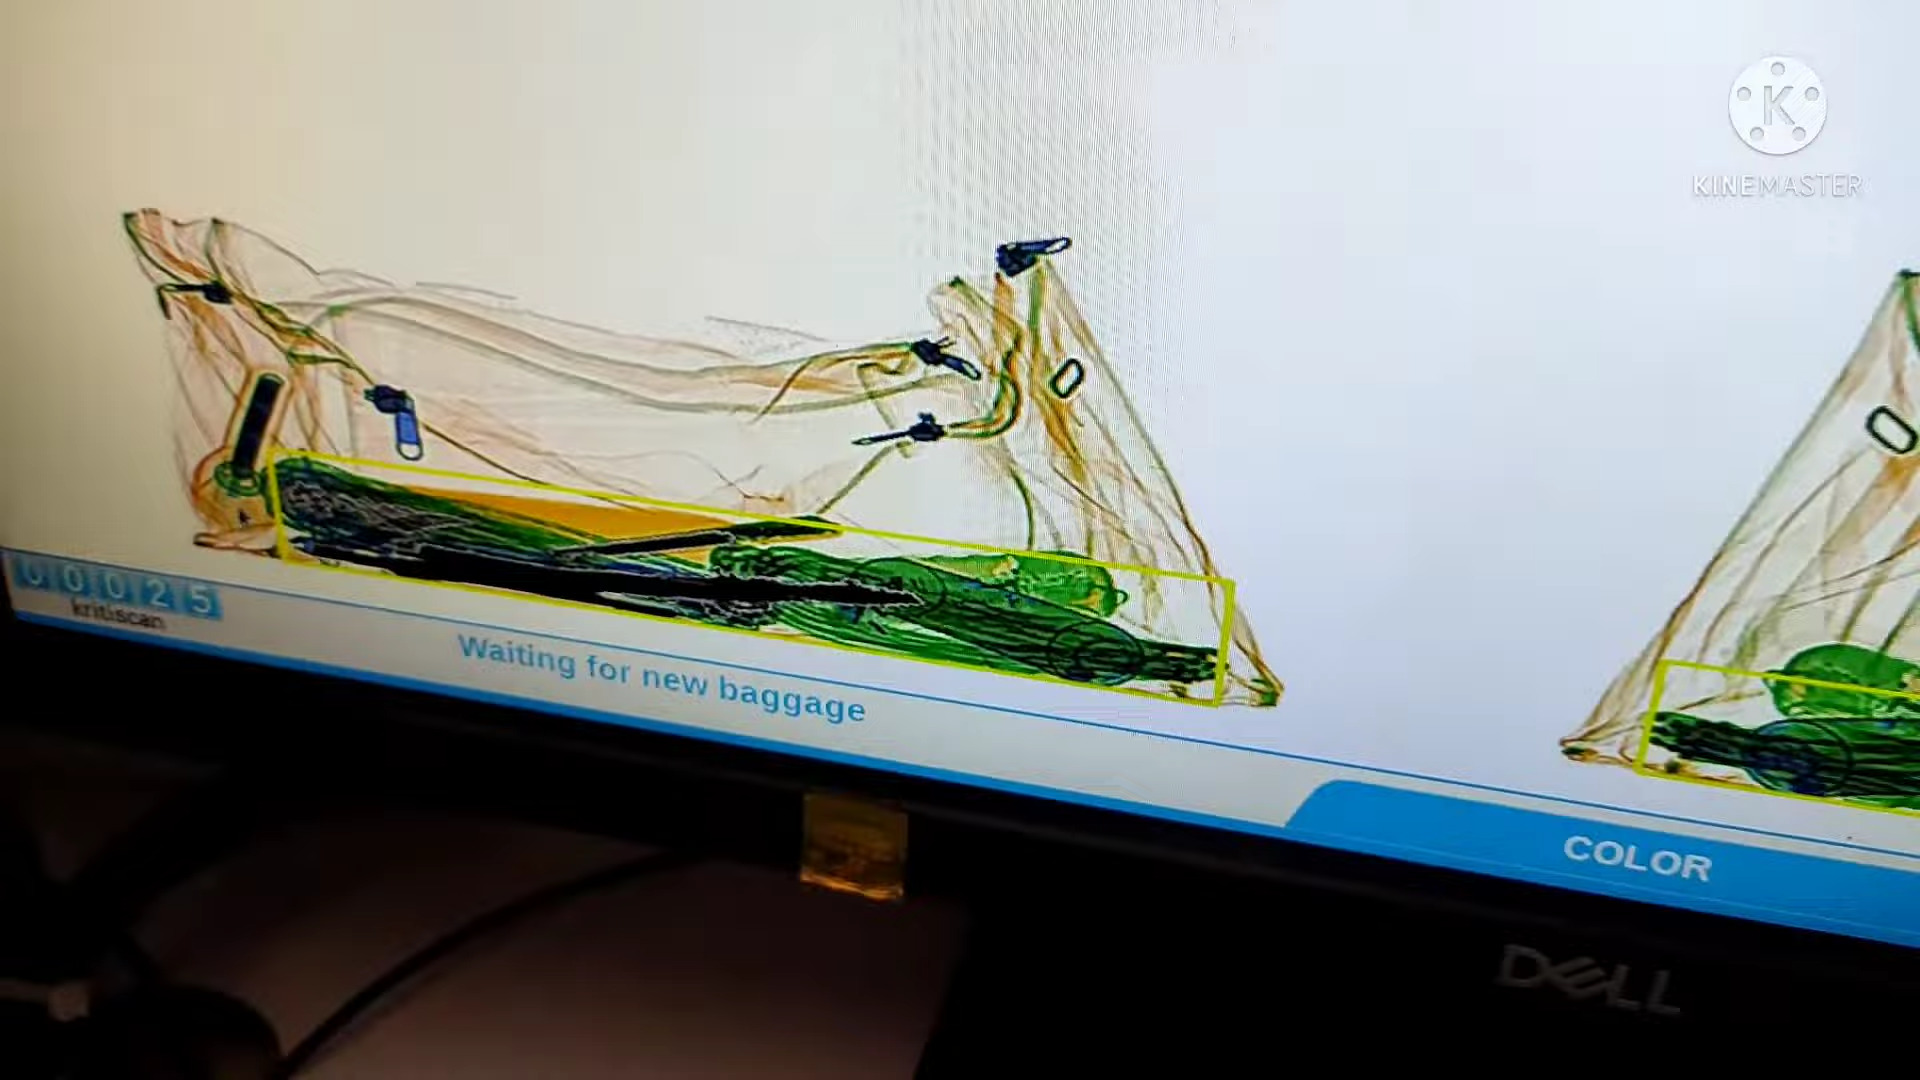 K
KINEMASTER
00025
kritiscan
Waiting for new baggage
COLOR
DELL